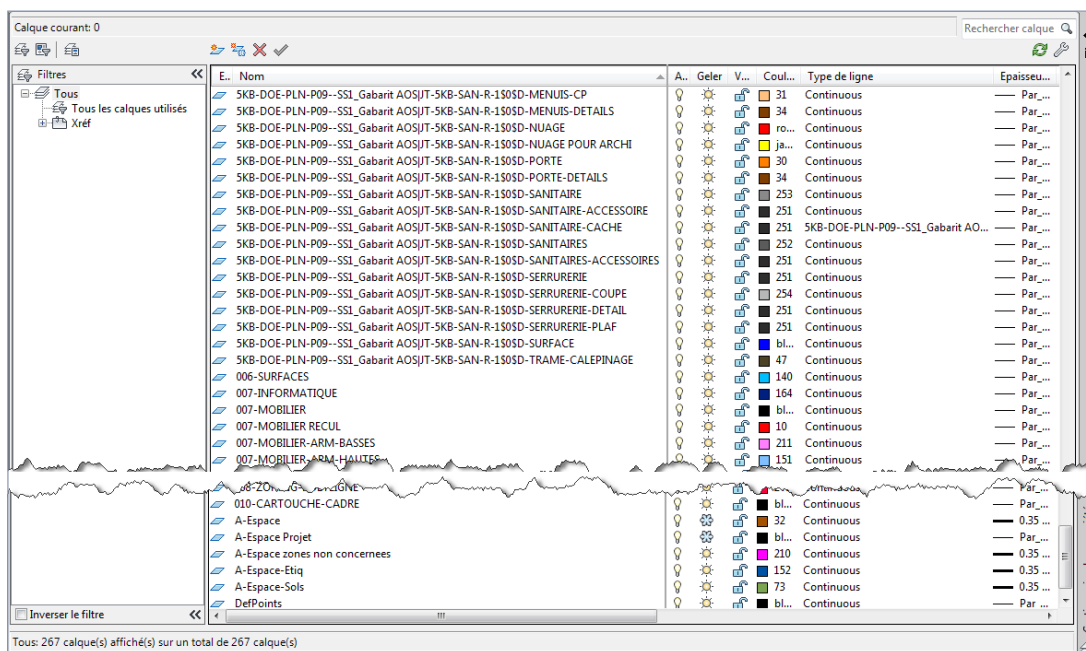 Calque courant: 0
Rechercher calque
Filtres
Tous
Tous les calques utilisés
Xréf
E.. Nom A.. Geler V... Coul... Type de ligne Epaisseu...
5KB-DOE-PLN-P09--SS1_Gabarit AOS|JT-5KB-SAN-R-1$0$D-MENUIS-CP 31 Continuous Par_...
5KB-DOE-PLN-P09--SS1_Gabarit AOS|JT-5KB-SAN-R-1$0$D-MENUIS-DETAILS 34 Continuous Par_...
5KB-DOE-PLN-P09--SS1_Gabarit AOS|JT-5KB-SAN-R-1$0$D-NUAGE ro... Continuous Par_...
5KB-DOE-PLN-P09--SS1_Gabarit AOS|JT-5KB-SAN-R-1$0$D-NUAGE POUR ARCHI ja... Continuous Par_...
5KB-DOE-PLN-P09--SS1_Gabarit AOS|JT-5KB-SAN-R-1$0$D-PORTE 30 Continuous Par_...
5KB-DOE-PLN-P09--SS1_Gabarit AOS|JT-5KB-SAN-R-1$0$D-PORTE-DETAILS 34 Continuous Par_...
5KB-DOE-PLN-P09--SS1_Gabarit AOS|JT-5KB-SAN-R-1$0$D-SANITAIRE 253 Continuous Par_...
5KB-DOE-PLN-P09--SS1_Gabarit AOS|JT-5KB-SAN-R-1$0$D-SANITAIRE-ACCESSOIRE 251 Continuous Par_...
5KB-DOE-PLN-P09--SS1_Gabarit AOS|JT-5KB-SAN-R-1$0$D-SANITAIRE-CACHE 251 5KB-DOE-PLN-P09--SS1_Gabarit AO... Par_...
5KB-DOE-PLN-P09--SS1_Gabarit AOS|JT-5KB-SAN-R-1$0$D-SANITAIRES 252 Continuous Par_...
5KB-DOE-PLN-P09--SS1_Gabarit AOS|JT-5KB-SAN-R-1$0$D-SANITAIRES-ACCESSOIRES 251 Continuous Par_...
5KB-DOE-PLN-P09--SS1_Gabarit AOS|JT-5KB-SAN-R-1$0$D-SERRURERIE 251 Continuous Par_...
5KB-DOE-PLN-P09--SS1_Gabarit AOS|JT-5KB-SAN-R-1$0$D-SERRURERIE-COUPE 254 Continuous Par_...
5KB-DOE-PLN-P09--SS1_Gabarit AOS|JT-5KB-SAN-R-1$0$D-SERRURERIE-DETAIL 251 Continuous Par_...
5KB-DOE-PLN-P09--SS1_Gabarit AOS|JT-5KB-SAN-R-1$0$D-SERRURERIE-PLAF 251 Continuous Par_...
5KB-DOE-PLN-P09--SS1_Gabarit AOS|JT-5KB-SAN-R-1$0$D-SURFACE bl... Continuous Par_...
5KB-DOE-PLN-P09--SS1_Gabarit AOS|JT-5KB-SAN-R-1$0$D-TRAME-CALEPINAGE 47 Continuous Par_...
006-SURFACES 140 Continuous Par_...
007-INFORMATIQUE 164 Continuous Par_...
007-MOBILIER bl... Continuous Par_...
007-MOBILIER RECUL 10 Continuous Par_...
007-MOBILIER-ARM-BASSES 211 Continuous Par_...
007-MOBILIER-ARM-HAUTES 151 Continuous Par_...
Par_...
010-CARTOUCHE-CADRE bl... Continuous Par_...
A-Espace 32 Continuous 0.35 ...
A-Espace Projet bl... Continuous Par_...
A-Espace zones non concernees 210 Continuous 0.35 ...
A-Espace-Etiq 152 Continuous 0.35 ...
A-Espace-Sols 73 Continuous 0.35 ...
DefPoints bl... Continuous Par ...
Inverser le filtre
Tous: 267 calque(s) affiché(s) sur un total de 267 calque(s)